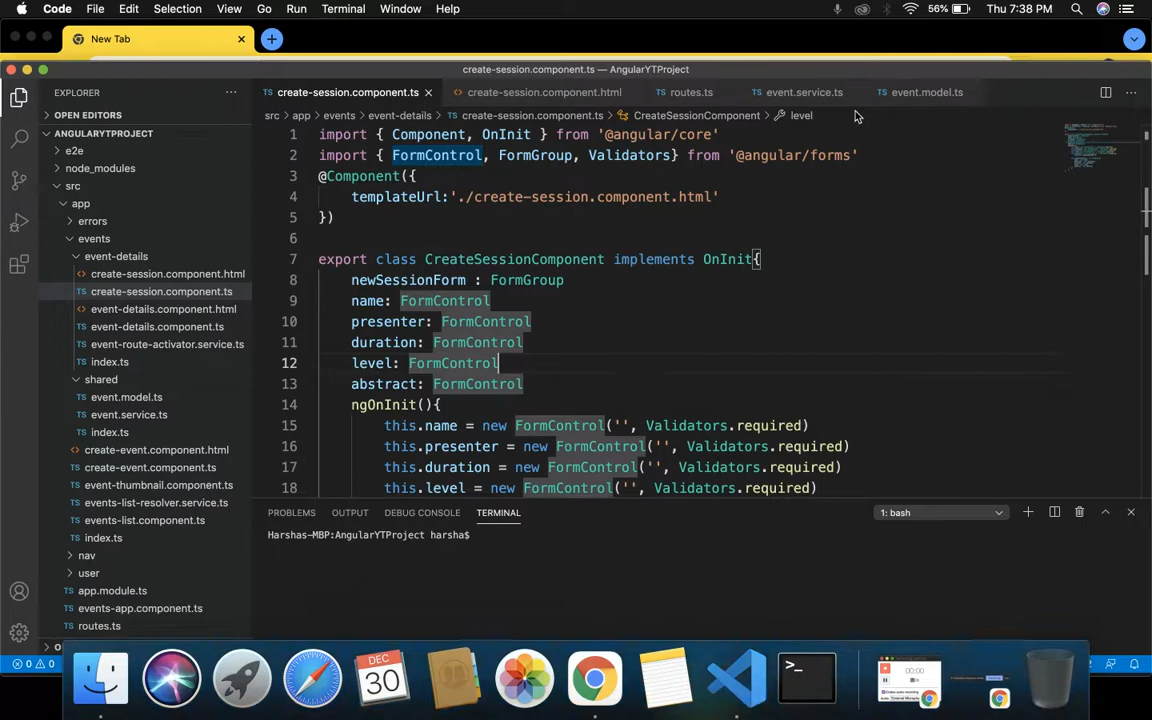 Code File Edit Selection View Go Run Terminal Window Help 56% Thu 7:38 PM
New Tab
create-session.component.ts — AngularYTProject
EXPLORER
create-session.component.ts create-session.component.html routes.ts event.service.ts event.model.ts
OPEN EDITORS
src > app > events > event-details > create-session.component.ts > CreateSessionComponent > level
ANGULARYTPROJECT
e2e
node_modules
src
app
errors
events
event-details
create-session.component.html
create-session.component.ts
event-details.component.html
event-details.component.ts
event-route-activator.service.ts
index.ts
shared
event.model.ts
event.service.ts
index.ts
create-event.component.html
create-event.component.ts
event-thumbnail.component.ts
events-list-resolver.service.ts
events-list.component.ts
index.ts
nav
user
app.module.ts
events-app.component.ts
routes.ts
1 import { Component, OnInit } from '@angular/core'
2 import { FormControl, FormGroup, Validators} from '@angular/forms'
3 @Component({
4 templateUrl:'./create-session.component.html'
5 })
6
7 export class CreateSessionComponent implements OnInit{
8 newSessionForm : FormGroup
9 name: FormControl
10 presenter: FormControl
11 duration: FormControl
12 level: FormControl
13 abstract: FormControl
14 ngOnInit(){
15 this.name = new FormControl('', Validators.required)
16 this.presenter = new FormControl('', Validators.required)
17 this.duration = new FormControl('', Validators.required)
18 this.level = new FormControl('', Validators.required)
PROBLEMS OUTPUT DEBUG CONSOLE TERMINAL 1: bash
Harshas-MBP:AngularYTProject harsha$
0 0
DEC
30
00:00